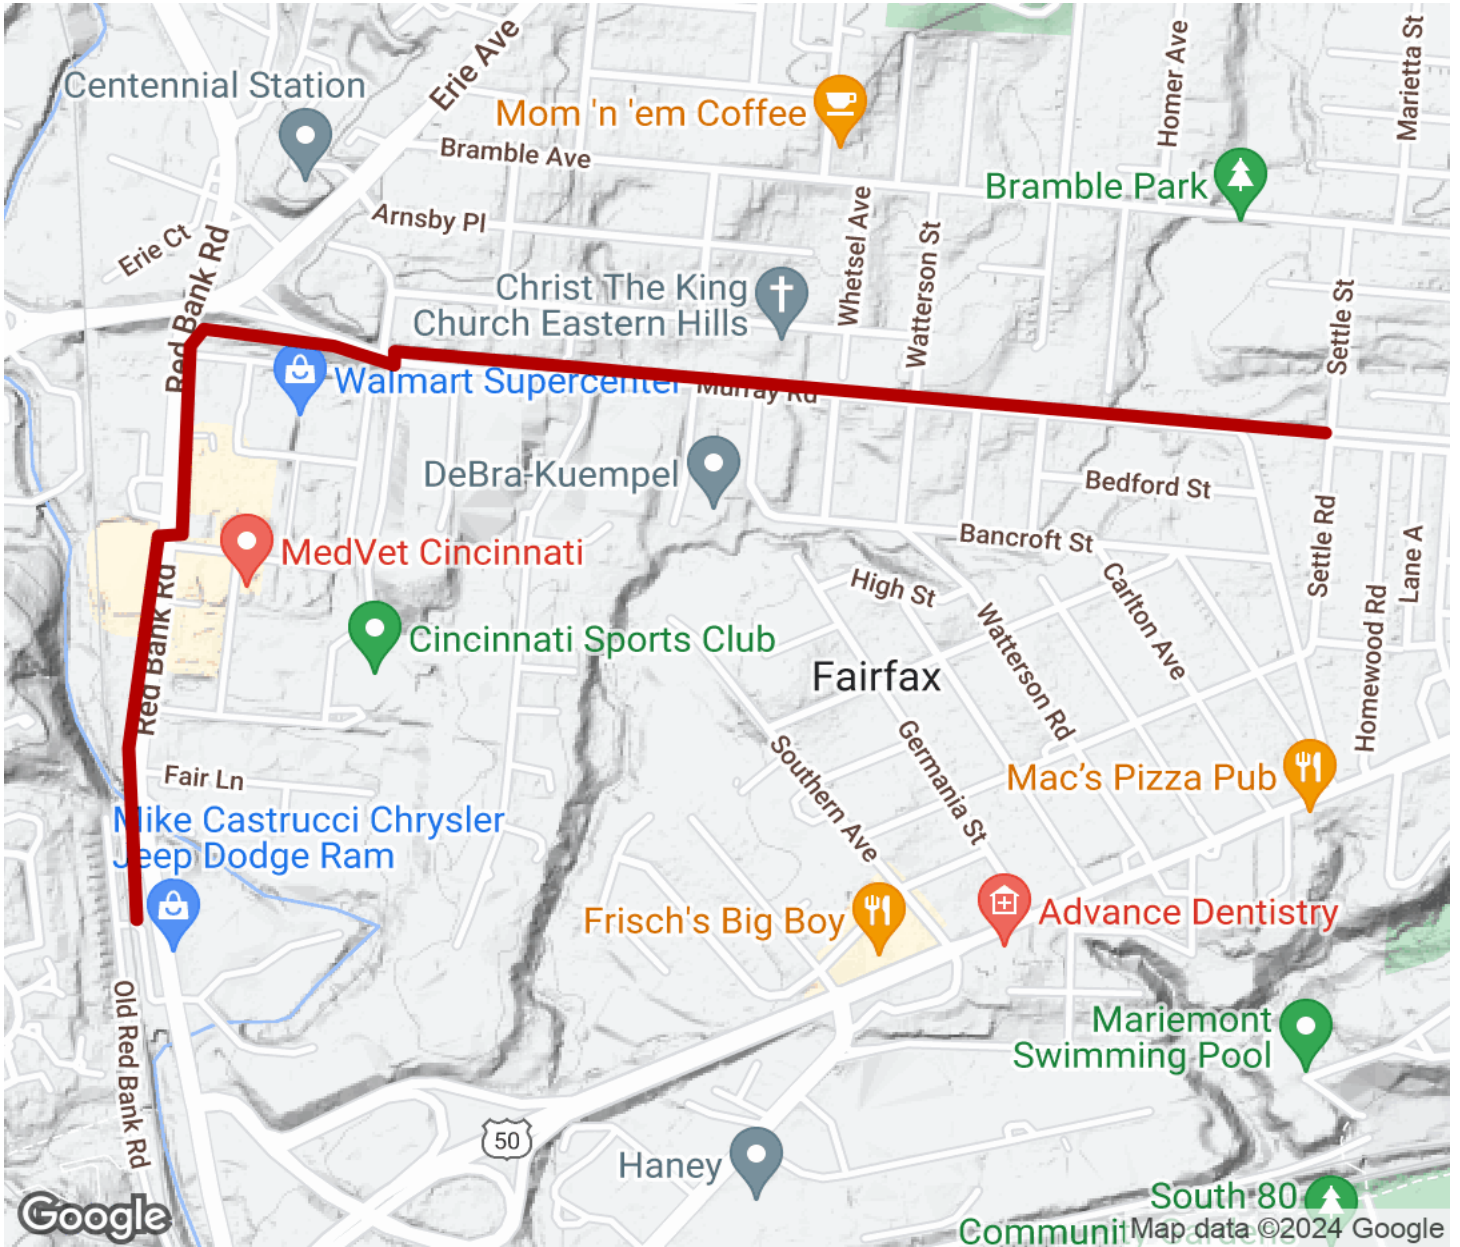 Erie Ave
Marietta St
Homer Ave
Centennial Station
Mom 'n 'em Coffee
Bramble Ave
Bramble Park
Arnsby Pl
Whetsel Ave
Watterson St
Erie Ct
Red Bank Rd
Christ The King
Church Eastern Hills
Settle St
Walmart Supercenter
Murray Rd
DeBra-Kuempel
Bedford St
Settle Rd
Bancroft St
Lane A
MedVet Cincinnati
High St
Carlton Ave
Red Bank Rd
Cincinnati Sports Club
Watterson Rd
Homewood Rd
Fairfax
Germania St
Southern Ave
Fair Ln
Mac's Pizza Pub
Mike Castrucci Chrysler
Jeep Dodge Ram
Frisch's Big Boy
Advance Dentistry
Old Red Bank Rd
Mariemont
Swimming Pool
50
Haney
South 80
Community Gardens
Google
Map data ©2024 Google